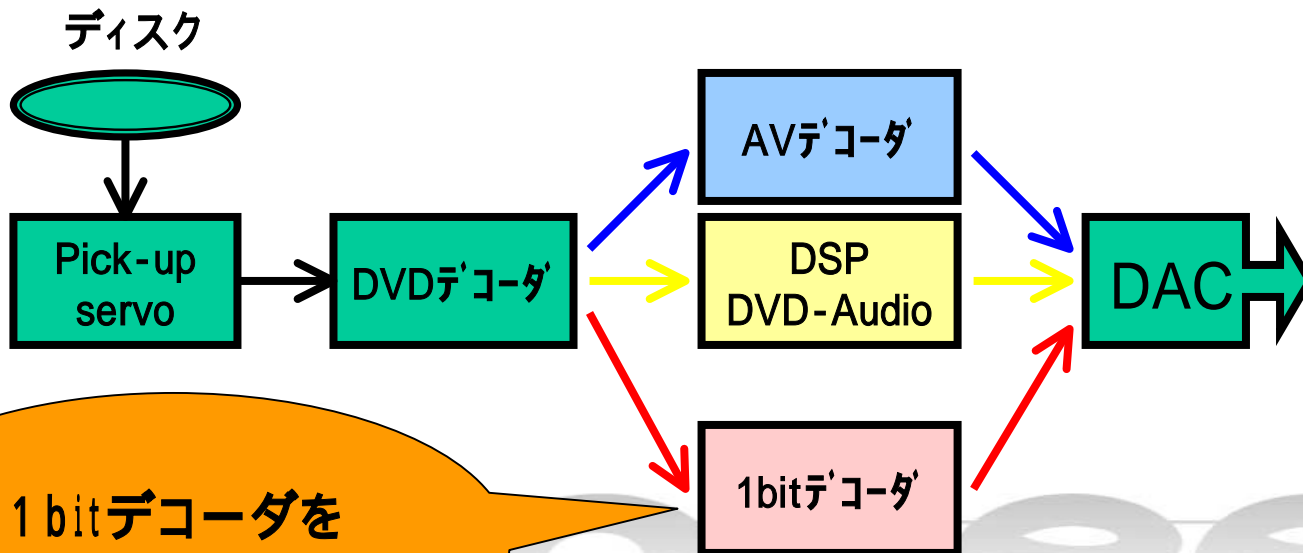 ディスク
Pick-up
servo
DVDデコーダ
AVデコーダ
DSP
DVD-Audio
1bitデコーダ
DAC
1bitデコーダを